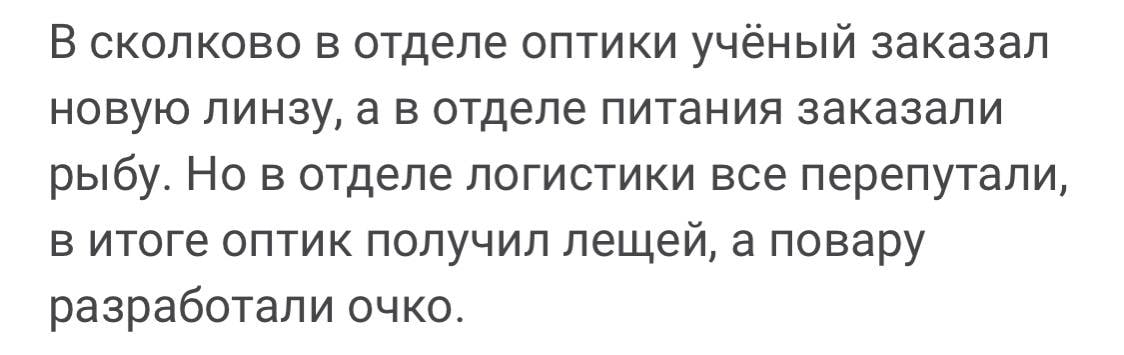 В сколково в отделе оптики учёный заказал
новую линзу, а в отделе питания заказали
рыбу. Но в отделе логистики все перепутали,
в итоге оптик получил лещей, а повару
разработали очко.